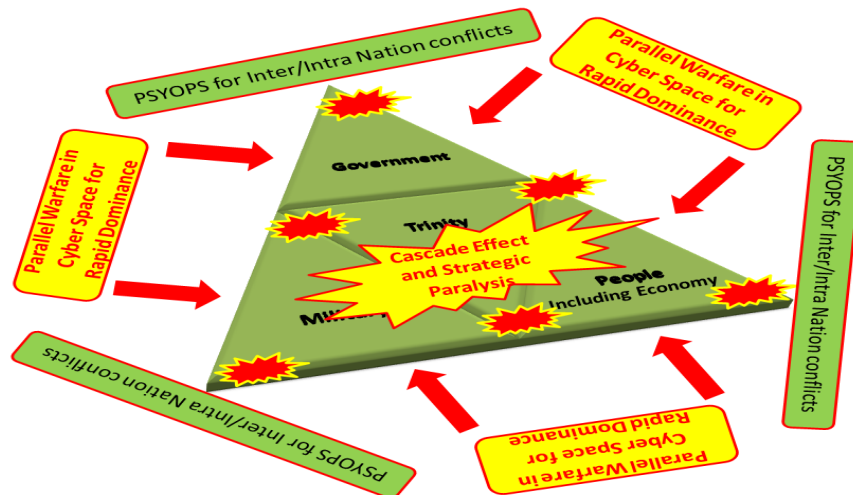 PSYOPS for Inter/Intra Nation conflicts
Parallel Warfare in
Cyber Space for
Rapid Dominance
Parallel Warfare in
Cyber Space for
Rapid Dominance
Government
Trinity
Cascade Effect
and Strategic
Paralysis
Military
People
Including Economy
PSYOPS for Inter/Intra Nation conflicts
PSYOPS for Inter/Intra Nation conflicts
Parallel Warfare in
Cyber Space for
Rapid Dominance